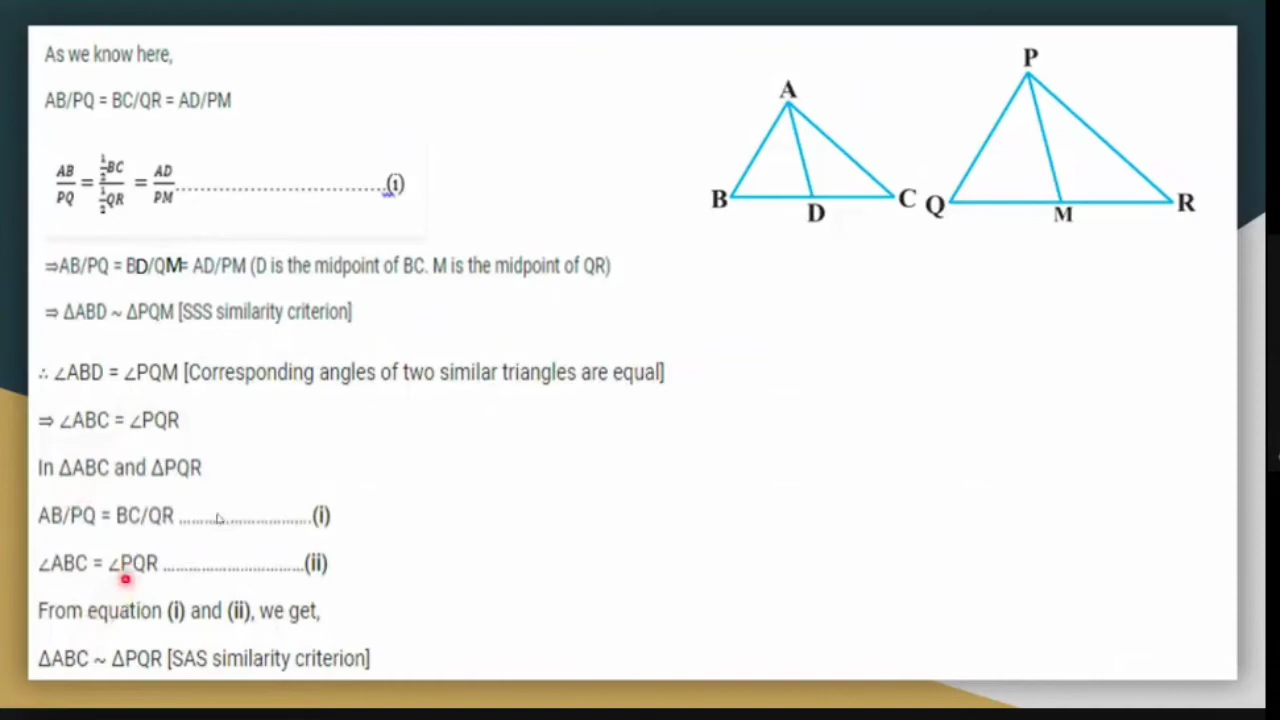 As we know here,
AB/PQ = BC/QR = AD/PM
AB/PQ = ½BC/½QR = AD/PM.................................(i)
⇒AB/PQ = BD/QM= AD/PM (D is the midpoint of BC. M is the midpoint of QR)
⇒ ΔABD ~ ΔPQM [SSS similarity criterion]
∴ ∠ABD = ∠PQM [Corresponding angles of two similar triangles are equal]
⇒ ∠ABC = ∠PQR
In ΔABC and ΔPQR
AB/PQ = BC/QR .................................(i)
∠ABC = ∠PQR .................................(ii)
From equation (i) and (ii), we get,
ΔABC ~ ΔPQR [SAS similarity criterion]
A
B
D
C
P
Q
M
R